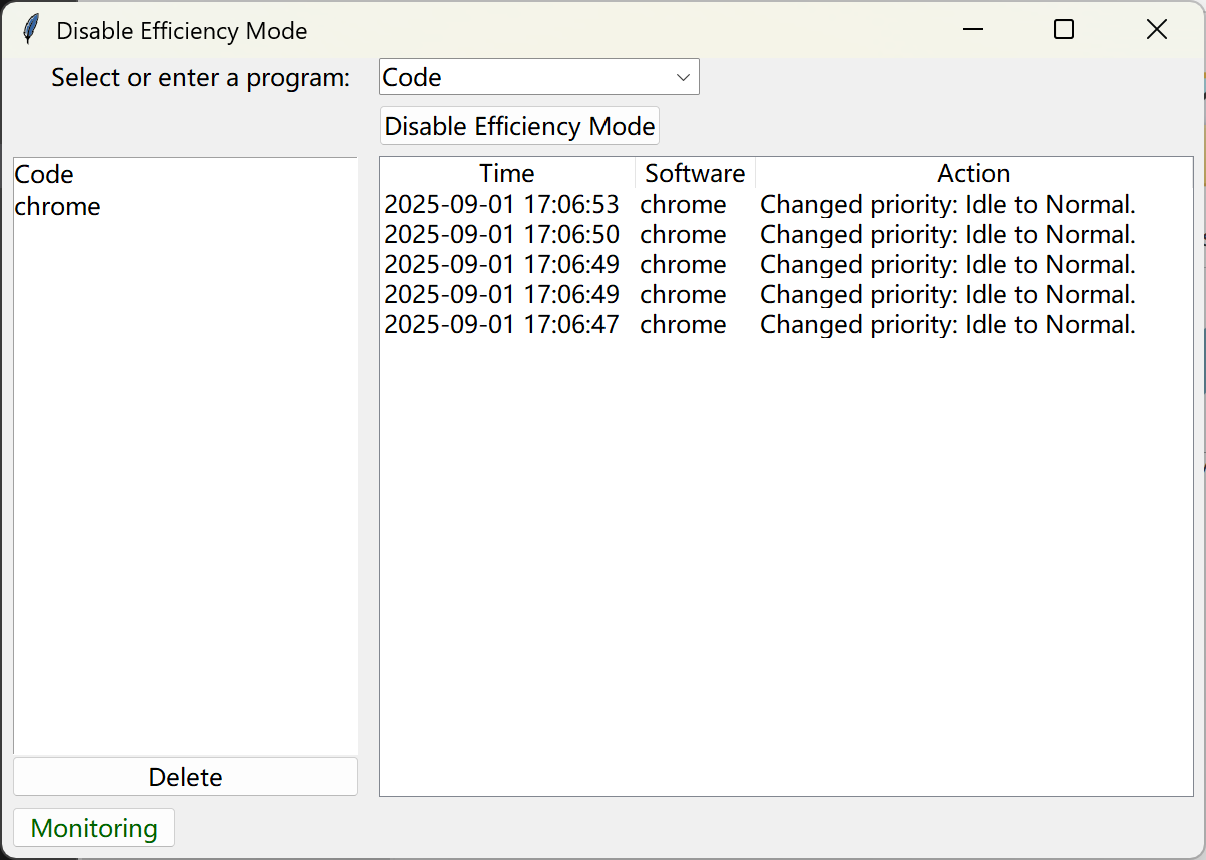 Disable Efficiency Mode
Select or enter a program: Code
Disable Efficiency Mode
Code
chrome
Time Software Action
2025-09-01 17:06:53 chrome Changed priority: Idle to Normal.
2025-09-01 17:06:50 chrome Changed priority: Idle to Normal.
2025-09-01 17:06:49 chrome Changed priority: Idle to Normal.
2025-09-01 17:06:49 chrome Changed priority: Idle to Normal.
2025-09-01 17:06:47 chrome Changed priority: Idle to Normal.
Delete
Monitoring